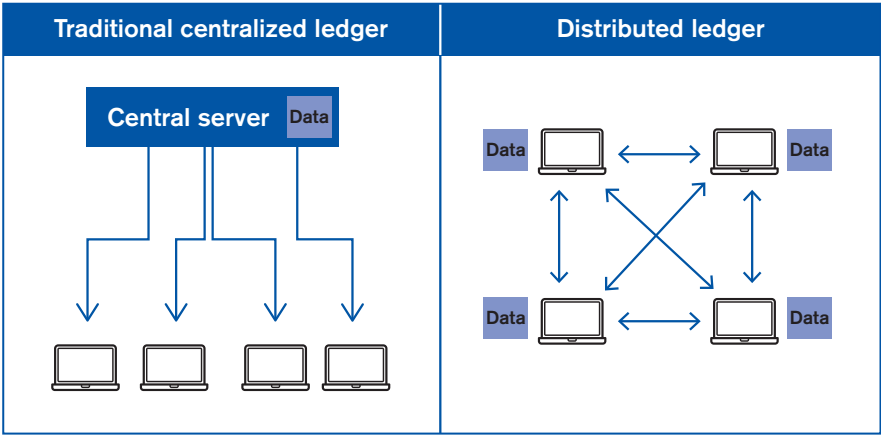 Traditional centralized ledger
Distributed ledger
Central server
Data
Data
Data
Data
Data